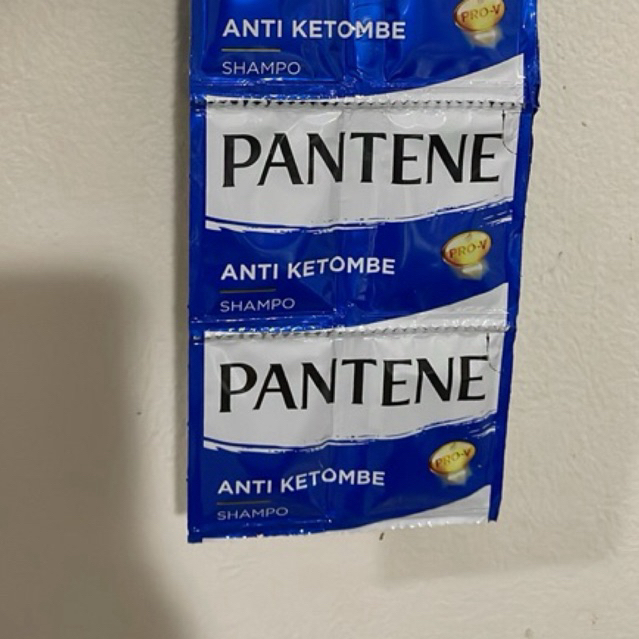 PRO-V
ANTI KETOMBE
SHAMPO
PANTENE
PRO-V
ANTI KETOMBE
SHAMPO
PANTENE
PRO-V
ANTI KETOMBE
SHAMPO